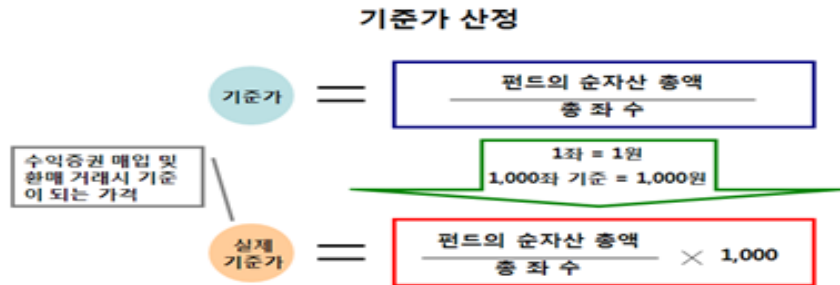 기준가 산정
기준가
=
펀드의 순자산 총액
총 좌 수
1좌 = 1원
1,000좌 기준 = 1,000원
수익증권 매입 및
환매 거래시 기준
이 되는 가격
실제
기준가
=
펀드의 순자산 총액
총 좌 수
× 1,000